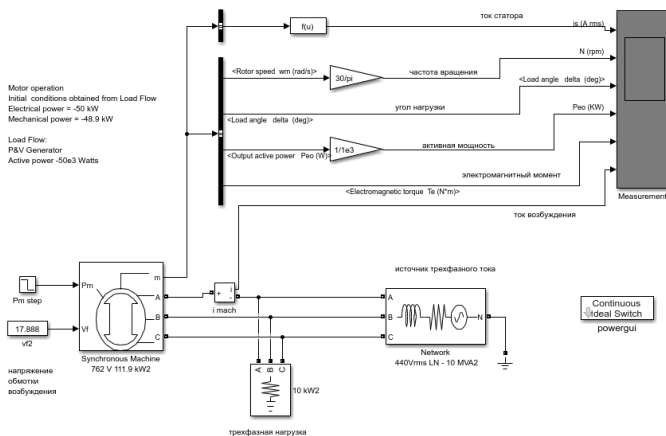 ток статора
f(u)
is (A rms)
N (rpm)
<Rotor speed wm (rad/s)>
30/pi
частота вращения
<Load angle delta (deg)>
Motor operation
Initial conditions obtained from Load Flow
Electrical power = -50 kW
Mechanical power = -48.9 kW
Load Flow:
P&V Generator
Active power -50e3 Watts
угол нагрузки
Peo (KW)
<Load angle delta (deg)>
1/1e3
активная мощность
<Output active power Peo (W)>
электромагнитный момент
<Electromagnetic torque Te (N*m)>
Measurement
ток возбуждения
источник трехфазного тока
Pm step
Pm
m
A
B
C
Vf
17.888
vf2
Synchronous Machine
762 V 111.9 kW2
напряжение
обмотки
возбуждения
+
i
-
i mach
A
B
C
N
Network
440Vrms LN - 10 MVA2
Continuous
Ideal Switch
powergui
A B C
10 kW2
трехфазная нагрузка